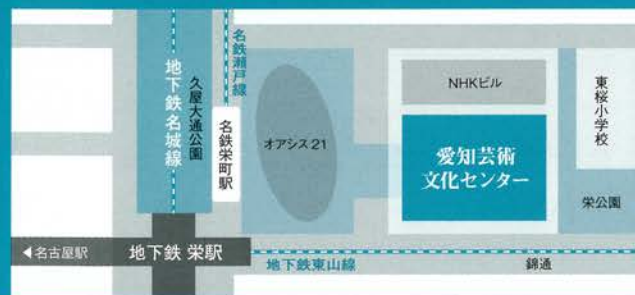 地下鉄名城線
久屋大通公園
名鉄瀬戸線
名鉄栄町駅
オアシス21
NHKビル
愛知芸術
文化センター
東桜小学校
栄公園
◀名古屋駅
地下鉄 栄駅
地下鉄東山線
錦通